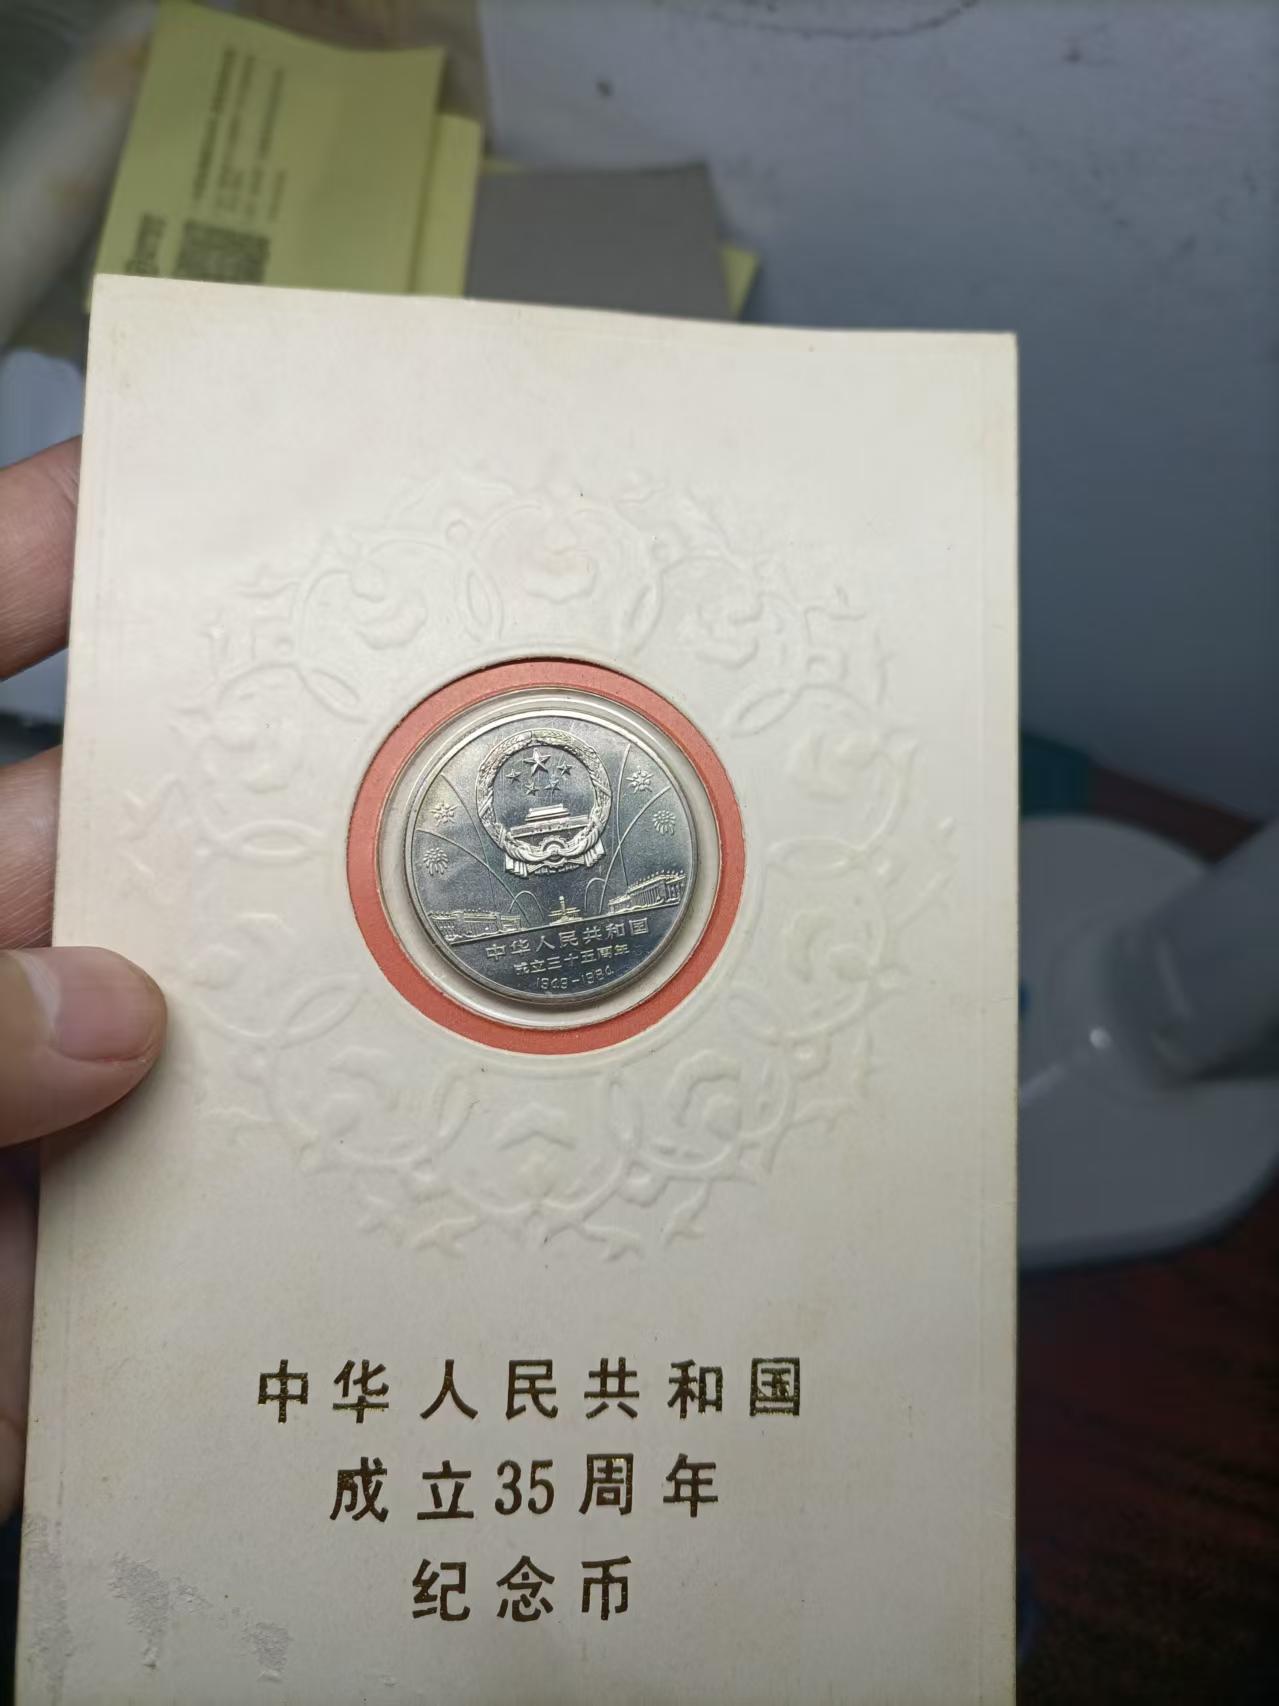 中华人民共和国
成立三十五周年
1949-1984
中华人民共和国
成立35周年
纪念币